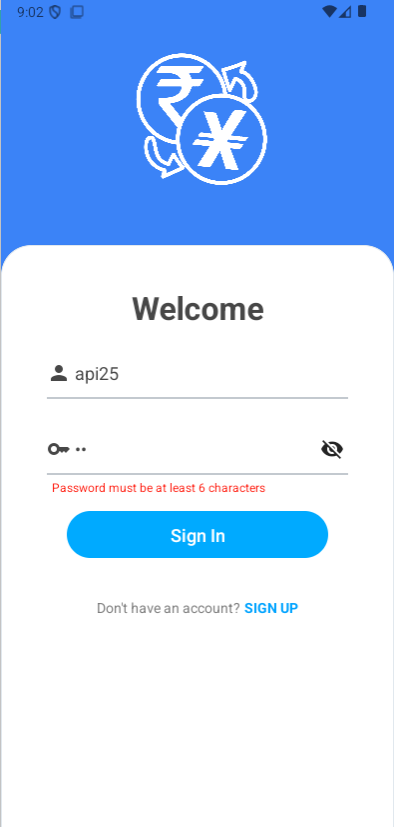 9:02
₹
¥
Welcome
api25
••
Password must be at least 6 characters
Sign In
Don't have an account? SIGN UP